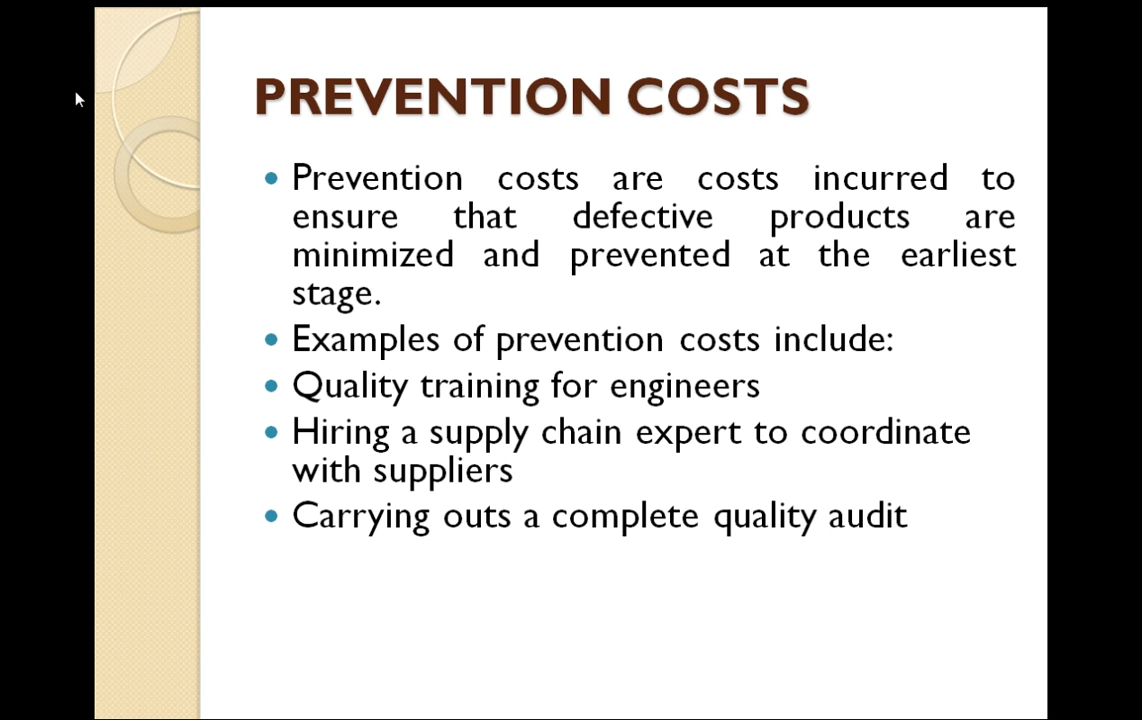 PREVENTION COSTS
• Prevention costs are costs incurred to
ensure that defective products are
minimized and prevented at the earliest
stage.
• Examples of prevention costs include:
• Quality training for engineers
• Hiring a supply chain expert to coordinate
with suppliers
• Carrying outs a complete quality audit